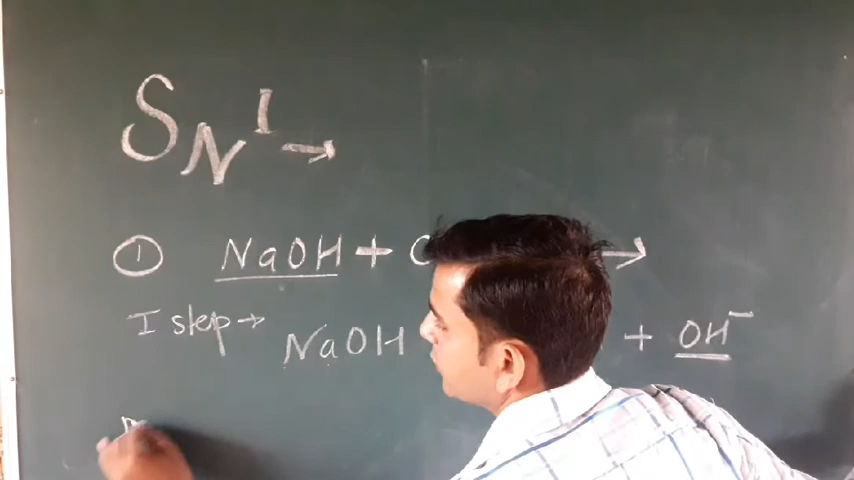 SN1 →
① NaOH + C →
I step → NaOH + OH⁻